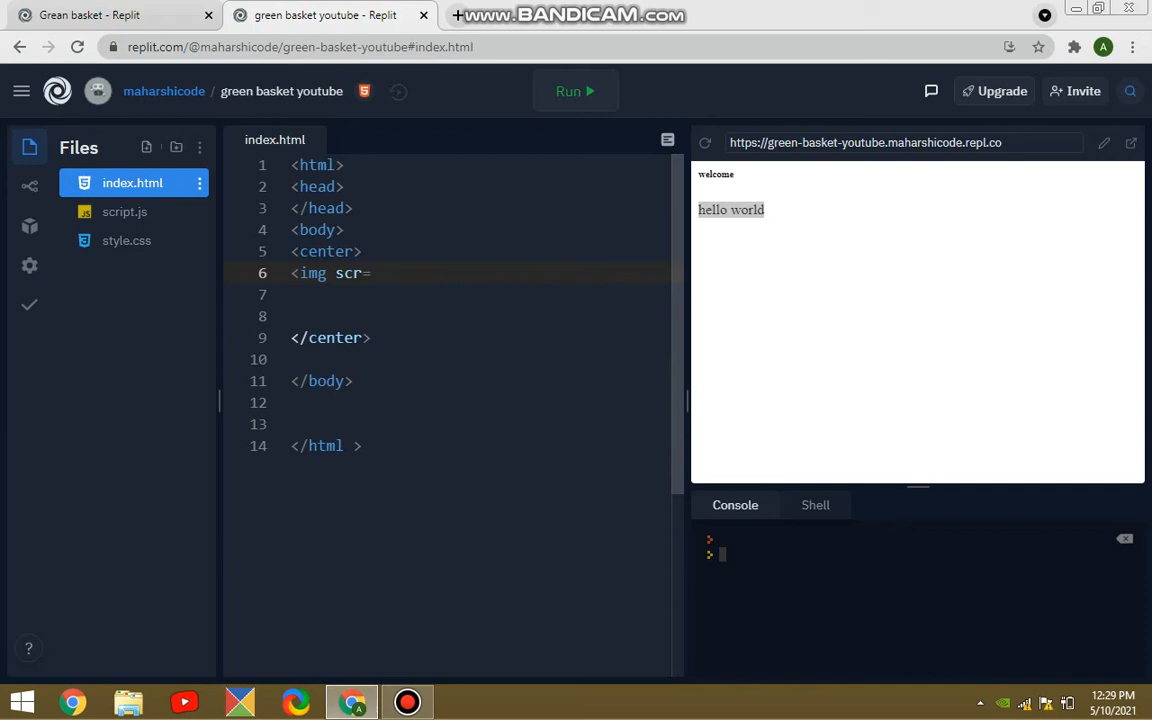 Grean basket - Replit
green basket youtube - Replit
www.BANDICAM.com
replit.com/@maharshicode/green-basket-youtube#index.html
A
maharshicode / green basket youtube
5
Run
Upgrade
Invite
Files
index.html
JS script.js
style.css
index.html
1 <html>
2 <head>
3 </head>
4 <body>
5 <center>
6 <img scr=
7
8
9 </center>
10
11 </body>
12
13
14 </html >
https://green-basket-youtube.maharshicode.repl.co
welcome
hello world
Console
Shell
>
>
?
A
12:29 PM
5/10/2021